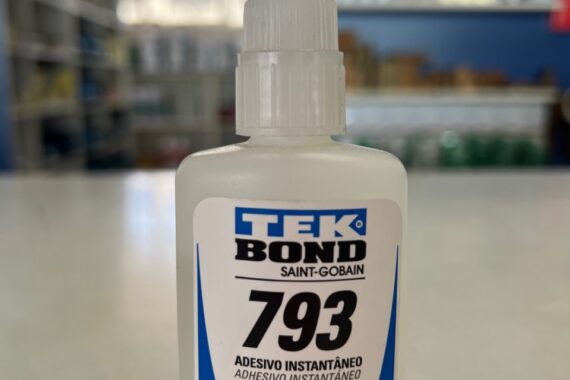 TEK®
BOND
SAINT-GOBAIN
793
ADESIVO INSTANTÂNEO
ADHESIVO INSTANTÁNEO